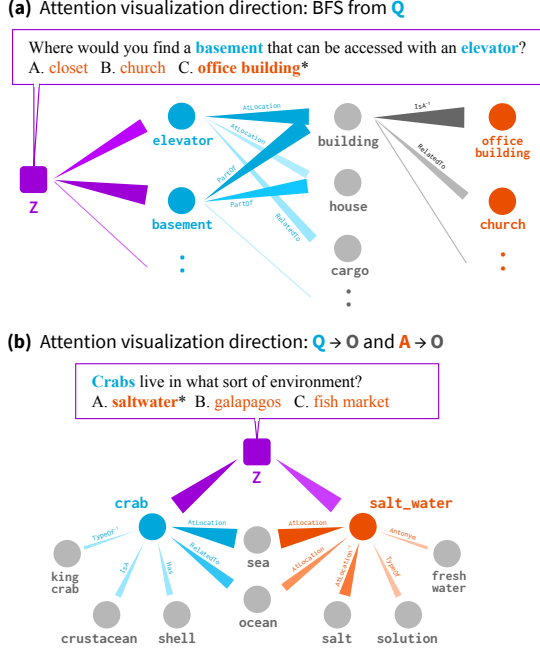 (a) Attention visualization direction: BFS from Q
Where would you find a basement that can be accessed with an elevator?
A. closet B. church C. office building*
Z
elevator
basement
AtLocation
AtLocation
PartOf
PartOf
RelatedTo
building
house
cargo
IsA⁻¹
RelatedTo
office
building
church
(b) Attention visualization direction: Q → O and A → O
Crabs live in what sort of environment?
A. saltwater* B. galapagos C. fish market
Z
crab
salt_water
TypeOf⁻¹
IsA
Has
AtLocation
RelatedTo
AtLocation
AtLocation
AtLocation⁻¹
TypeOf
Antonym
king
crab
sea
fresh
water
crustacean
shell
ocean
salt
solution